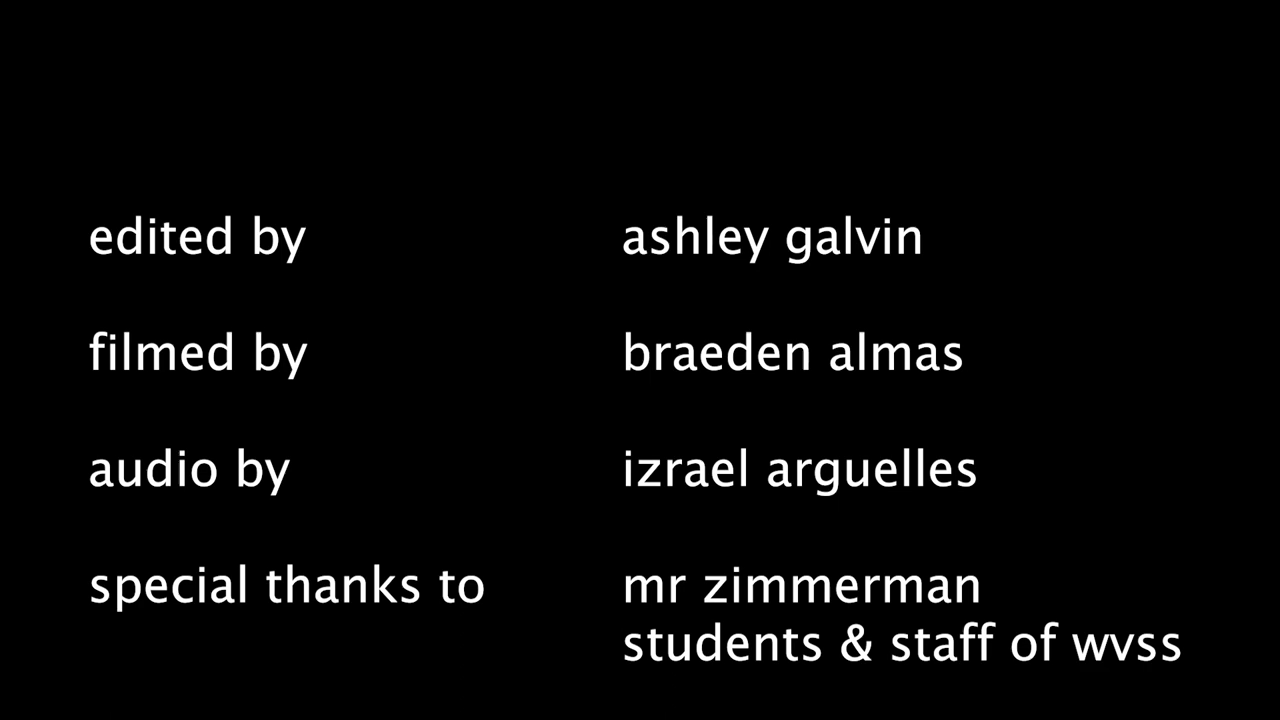 edited by ashley galvin
filmed by braeden almas
audio by izrael arguelles
special thanks to mr zimmerman
students & staff of wvss